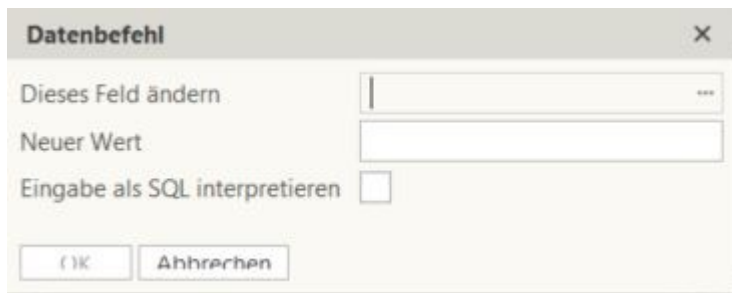 Datenbefehl
Dieses Feld ändern
Neuer Wert
Eingabe als SQL interpretieren
OK Abbrechen